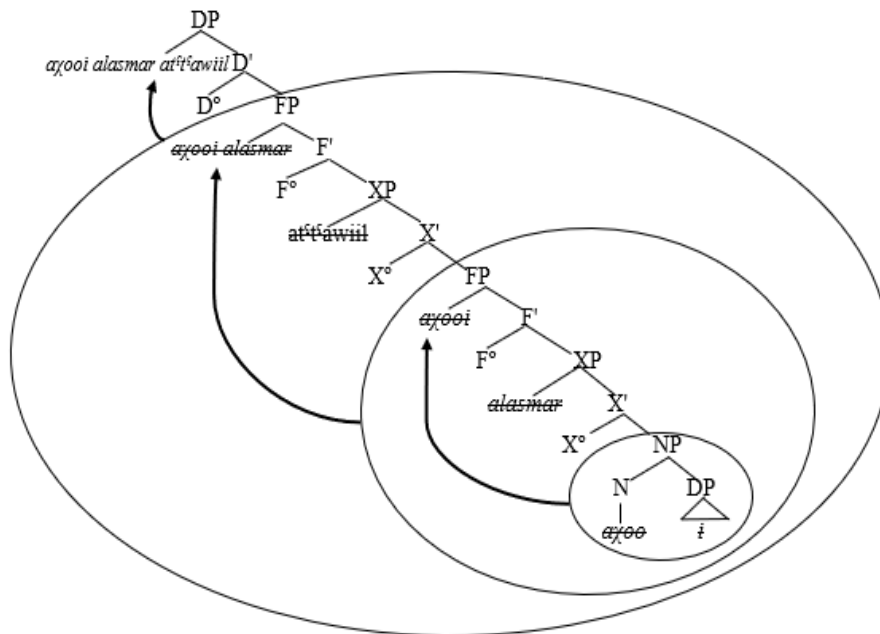 DP
aχooi alasmar atˤtˤawiil D'
D° FP
aχooi alasmar F'
F° XP
atˤtˤawiil X'
X° FP
aχooi F'
F° XP
alasmar X'
X° NP
N DP
aχoo i